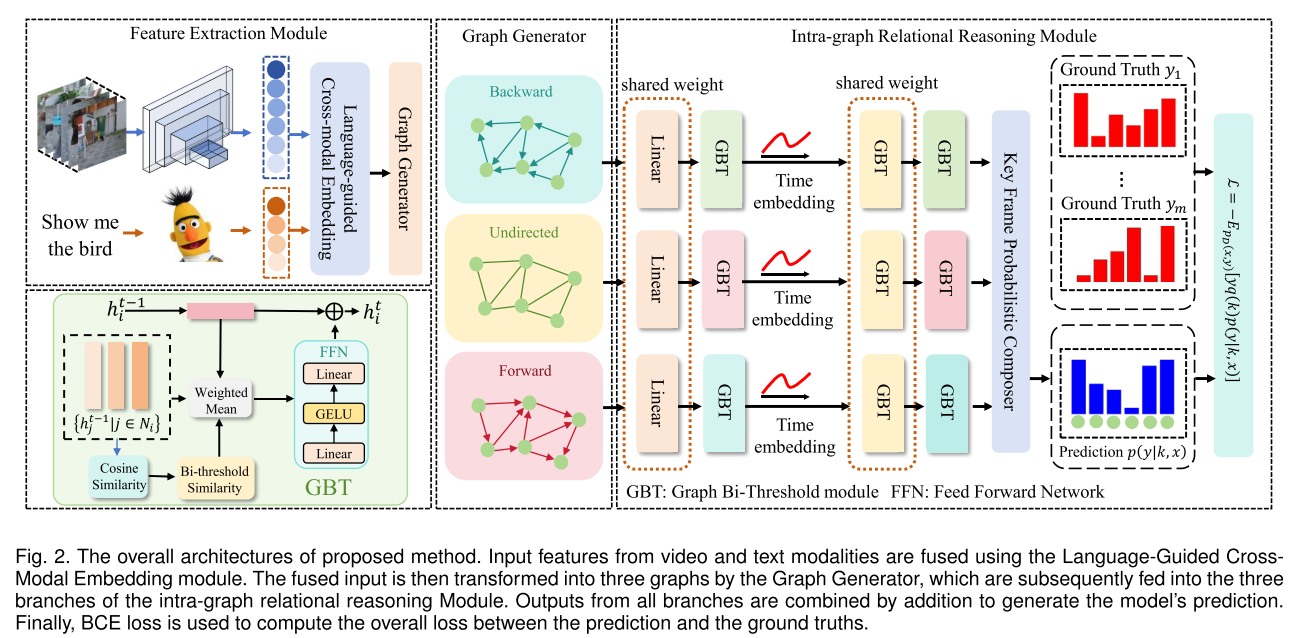 Feature Extraction Module
Show me
the bird
Language-guided
Cross-modal Embedding
Graph Generator
h_i^{t-1}
h_i^t
{h_j^{t-1}|j ∈ N_i}
Weighted
Mean
Cosine
Similarity
Bi-threshold
Similarity
FFN
Linear
GELU
Linear
GBT
Graph Generator
Backward
Undirected
Forward
Intra-graph Relational Reasoning Module
shared weight
shared weight
Linear
GBT
Time
embedding
GBT
GBT
Linear
GBT
Time
embedding
GBT
GBT
Linear
GBT
Time
embedding
GBT
GBT
Key Frame Probabilistic Composer
Ground Truth y_1
⋮
Ground Truth y_m
Prediction p(y|k, x)
ℒ = −E_{p_D(x,y)}[yq(k)p(y|k,x)]
GBT: Graph Bi-Threshold module FFN: Feed Forward Network
Fig. 2. The overall architectures of proposed method. Input features from video and text modalities are fused using the Language-Guided Cross-
Modal Embedding module. The fused input is then transformed into three graphs by the Graph Generator, which are subsequently fed into the three
branches of the intra-graph relational reasoning Module. Outputs from all branches are combined by addition to generate the model's prediction.
Finally, BCE loss is used to compute the overall loss between the prediction and the ground truths.